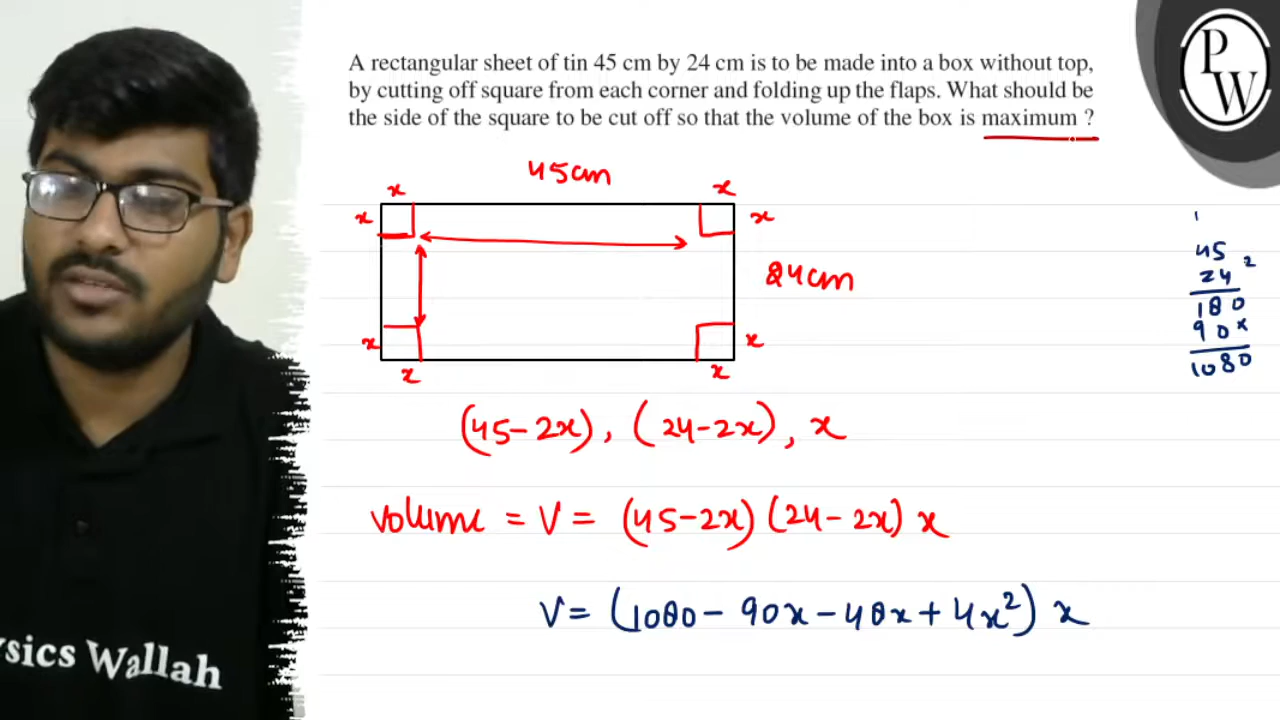 A rectangular sheet of tin 45 cm by 24 cm is to be made into a box without top,
by cutting off square from each corner and folding up the flaps. What should be
the side of the square to be cut off so that the volume of the box is maximum ?
PW
45cm
x
x
x
x
24cm
x
x
x
x
45
24 2
180
90x
1080
(45-2x), (24-2x), x
volume = V = (45-2x) (24-2x) x
V = (1080 - 90x - 48x + 4x²) x
ysics Wallah